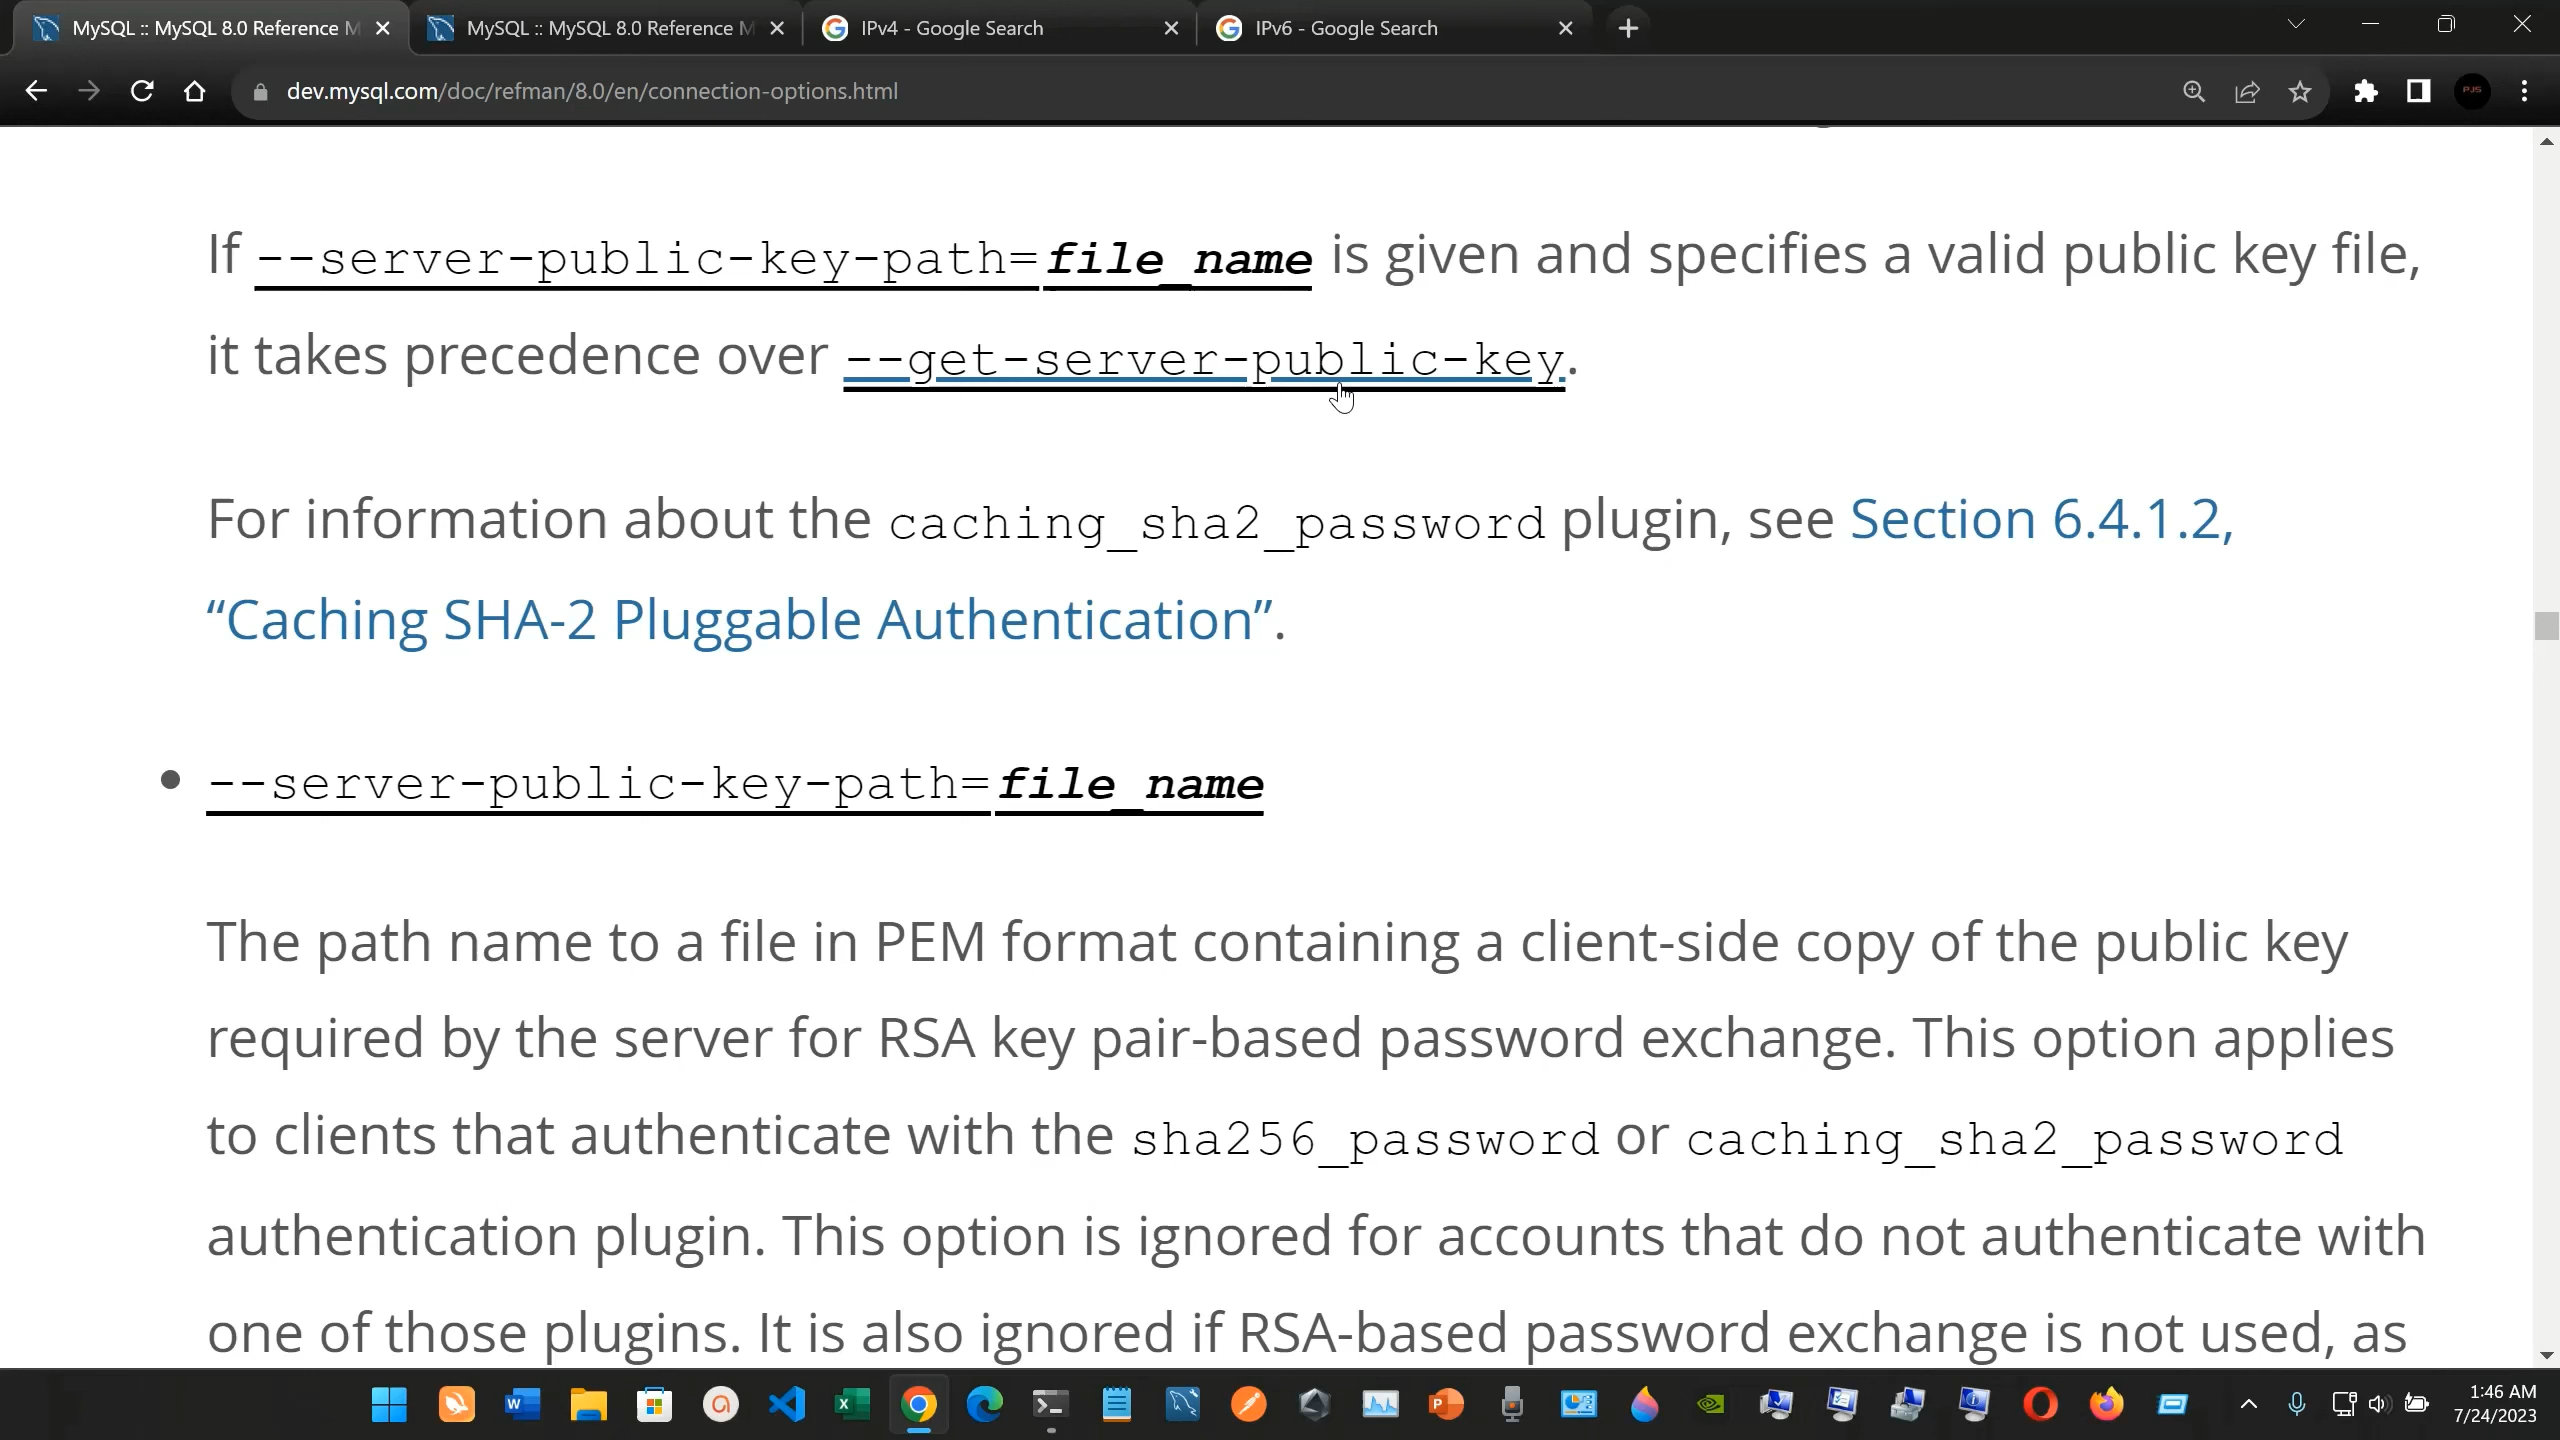 MySQL :: MySQL 8.0 Reference M
MySQL :: MySQL 8.0 Reference M
IPv4 - Google Search
IPv6 - Google Search
dev.mysql.com/doc/refman/8.0/en/connection-options.html
PJS
If --server-public-key-path=file_name is given and specifies a valid public key file,
it takes precedence over --get-server-public-key.
For information about the caching_sha2_password plugin, see Section 6.4.1.2,
“Caching SHA-2 Pluggable Authentication”.
• --server-public-key-path=file_name
The path name to a file in PEM format containing a client-side copy of the public key
required by the server for RSA key pair-based password exchange. This option applies
to clients that authenticate with the sha256_password or caching_sha2_password
authentication plugin. This option is ignored for accounts that do not authenticate with
one of those plugins. It is also ignored if RSA-based password exchange is not used, as
1:46 AM
7/24/2023